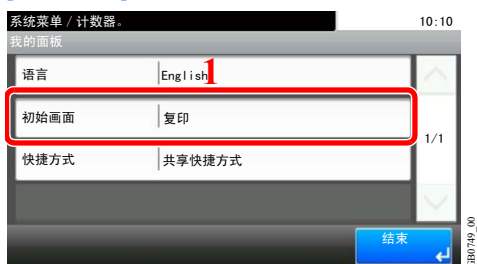 系统菜单 / 计数器。 10:10
我的面板
语言 English 1
初始画面 复印
1/1
快捷方式 共享快捷方式
结束
GB0749_00